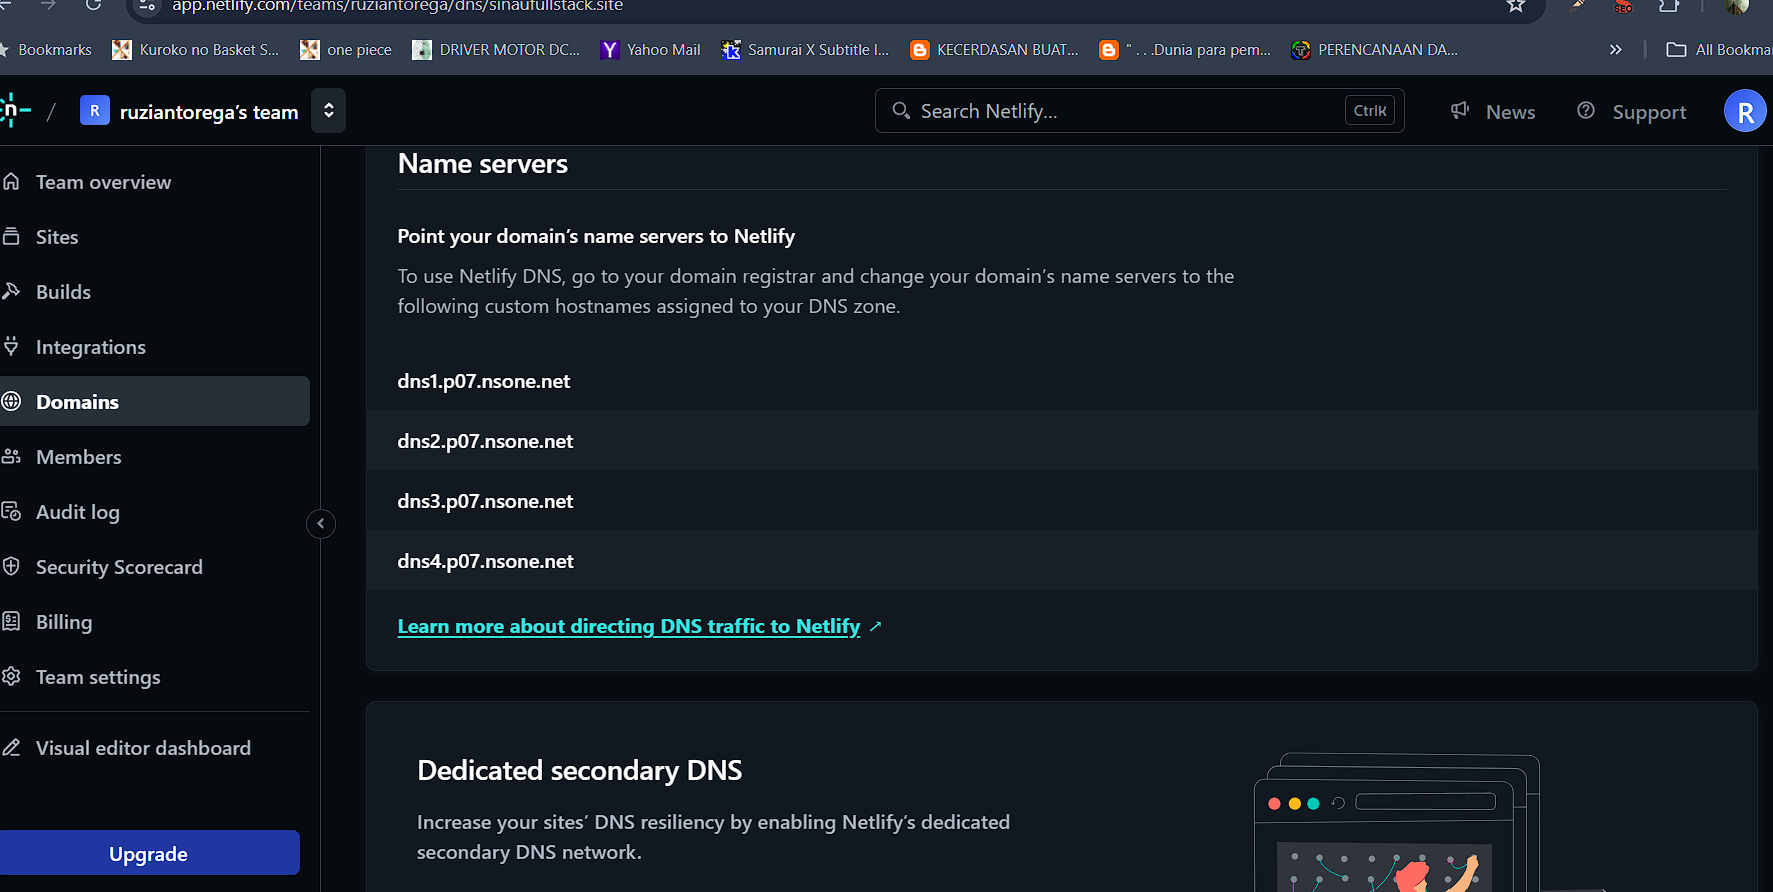 app.netlify.com/teams/ruziantorega/dns/sinaufullstack.site
Bookmarks
Kuroko no Basket S...
one piece
DRIVER MOTOR DC...
Yahoo Mail
Samurai X Subtitle I...
KECERDASAN BUAT...
" . . .Dunia para pem...
PERENCANAAN DA...
»
All Bookma
n / R ruziantorega's team
Search Netlify...
CtrlK
News
Support
R
Team overview
Sites
Builds
Integrations
Domains
Members
Audit log
Security Scorecard
Billing
Team settings
Visual editor dashboard
Upgrade
Name servers
Point your domain's name servers to Netlify
To use Netlify DNS, go to your domain registrar and change your domain's name servers to the
following custom hostnames assigned to your DNS zone.
dns1.p07.nsone.net
dns2.p07.nsone.net
dns3.p07.nsone.net
dns4.p07.nsone.net
Learn more about directing DNS traffic to Netlify ↗
Dedicated secondary DNS
Increase your sites' DNS resiliency by enabling Netlify's dedicated
secondary DNS network.